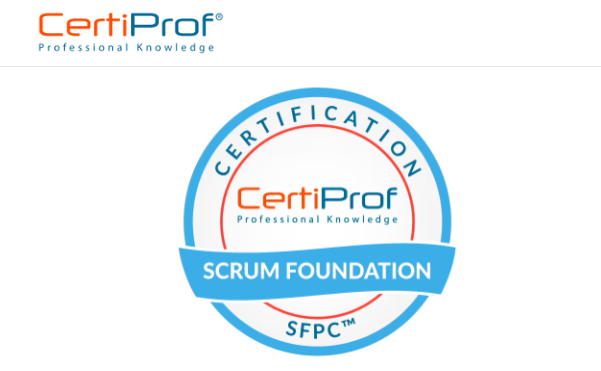 CertiProf®
Professional Knowledge
CERTIFICATION
CertiProf
Professional Knowledge
SCRUM FOUNDATION
SFPC™